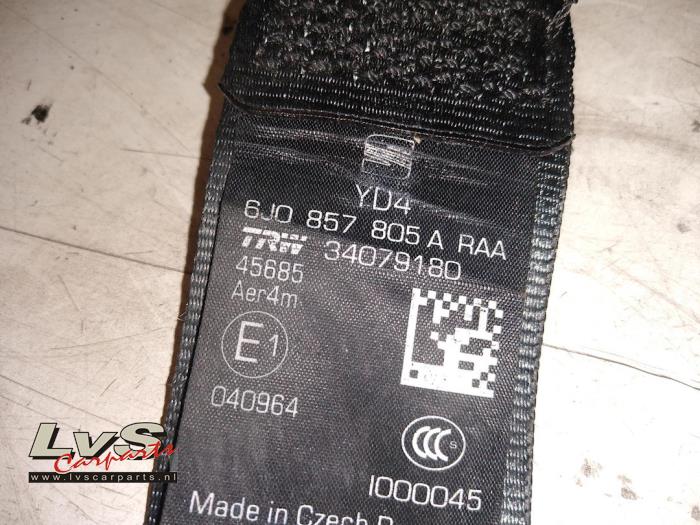 YD4
6J0 857 805 A RAA
TRW 34079180
45685
Aer4m
E1
040964
CCC S
1000045
Made in Czech
LvS
Carparts
www.lvscarparts.nl